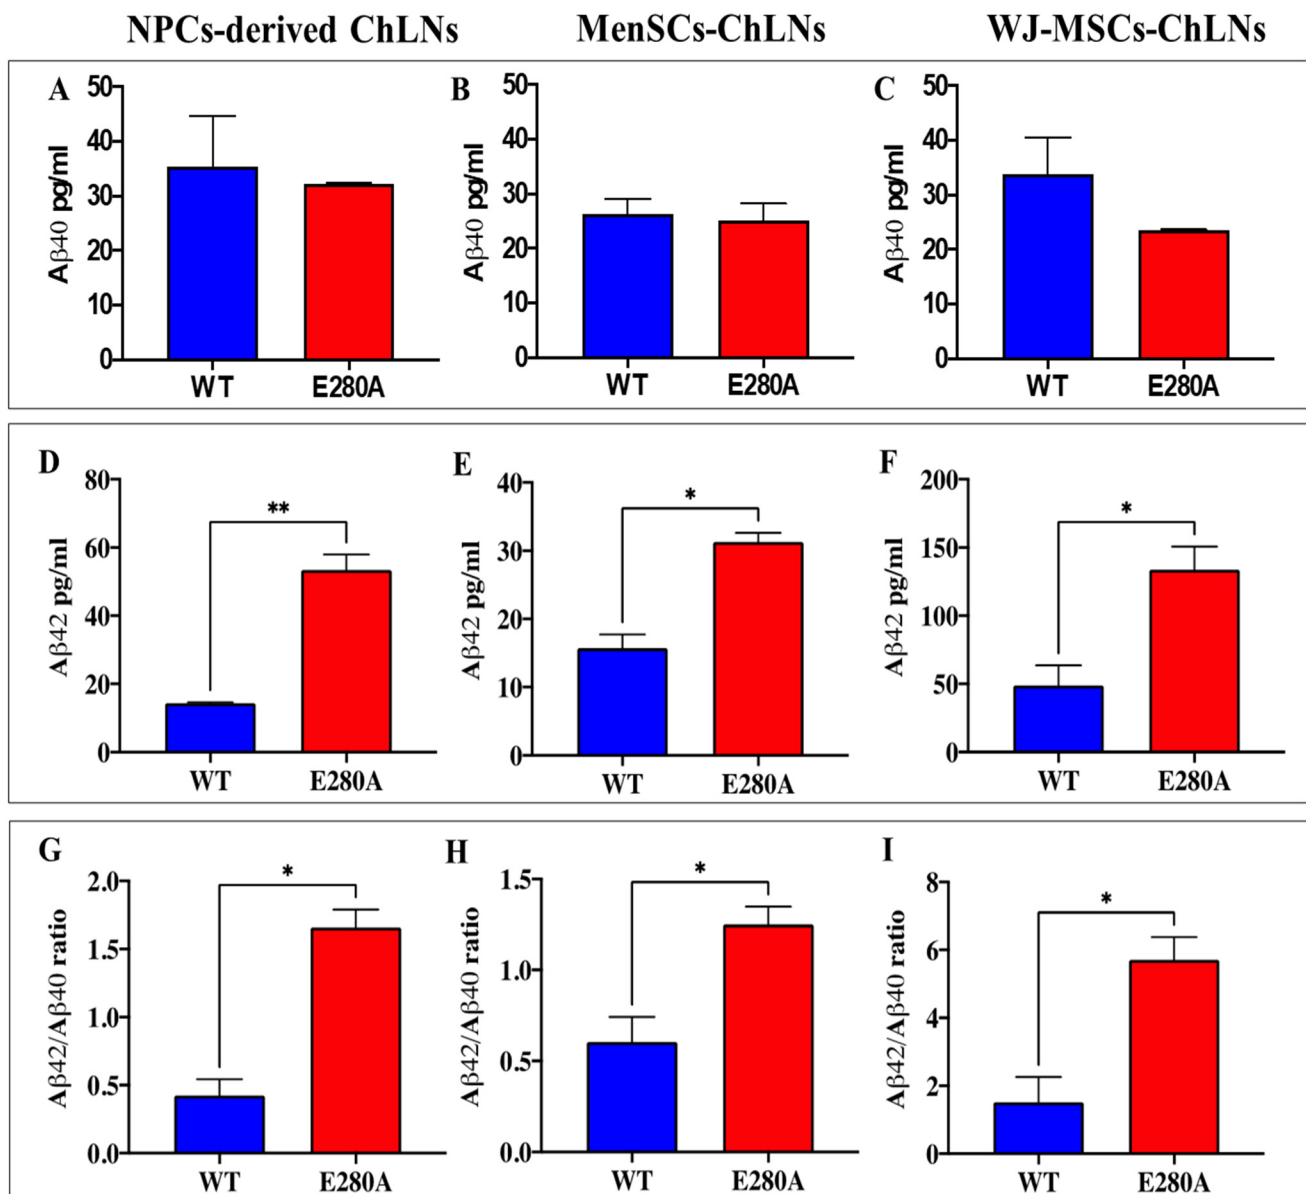 NPCs-derived ChLNs
MenSCs-ChLNs
WJ-MSCs-ChLNs
A
Aβ40 pg/ml
50
40
30
20
10
0
WT
E280A
B
Aβ40 pg/ml
50
40
30
20
10
0
WT
E280A
C
Aβ40 pg/ml
50
40
30
20
10
0
WT
E280A
D
Aβ42 pg/ml
80
60
40
20
0
**
WT
E280A
E
Aβ42 pg/ml
40
30
20
10
0
*
WT
E280A
F
Aβ42 pg/ml
200
150
100
50
0
*
WT
E280A
G
Aβ42/Aβ40 ratio
2.0
1.5
1.0
0.5
0.0
*
WT
E280A
H
Aβ42/Aβ40 ratio
1.5
1.0
0.5
0.0
*
WT
E280A
I
Aβ42/Aβ40 ratio
8
6
4
2
0
*
WT
E280A